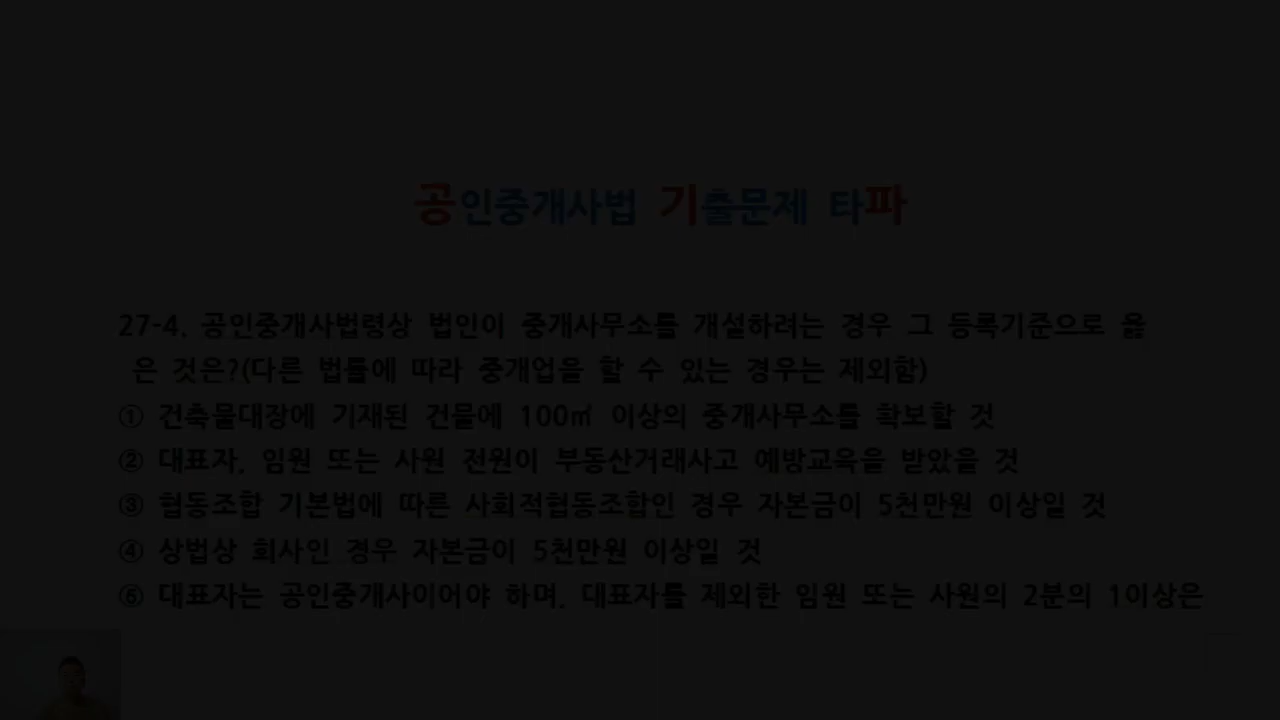 공인중개사법 기출문제 타파
27-4. 공인중개사법령상 법인이 중개사무소를 개설하려는 경우 그 등록기준으로 옳
은 것은?(다른 법률에 따라 중개업을 할 수 있는 경우는 제외함)
① 건축물대장에 기재된 건물에 100㎡ 이상의 중개사무소를 확보할 것
② 대표자, 임원 또는 사원 전원이 부동산거래사고 예방교육을 받았을 것
③ 협동조합 기본법에 따른 사회적협동조합인 경우 자본금이 5천만원 이상일 것
④ 상법상 회사인 경우 자본금이 5천만원 이상일 것
⑤ 대표자는 공인중개사이어야 하며, 대표자를 제외한 임원 또는 사원의 2분의 1이상은